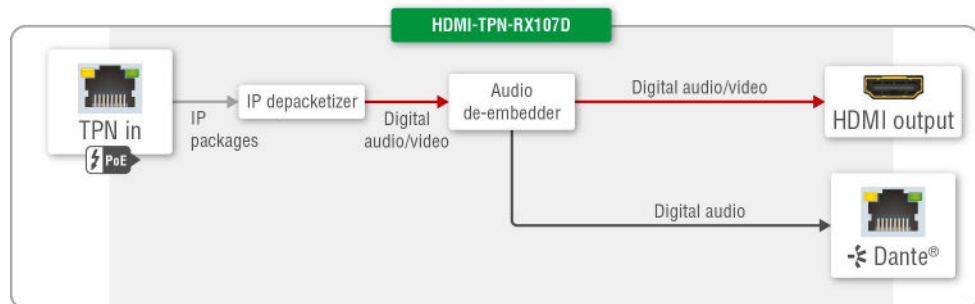 HDMI-TPN-RX107D
TPN in
PoE
IP
packages
IP depacketizer
Digital
audio/video
Audio
de-embedder
Digital audio/video
HDMI output
Digital audio
Dante®